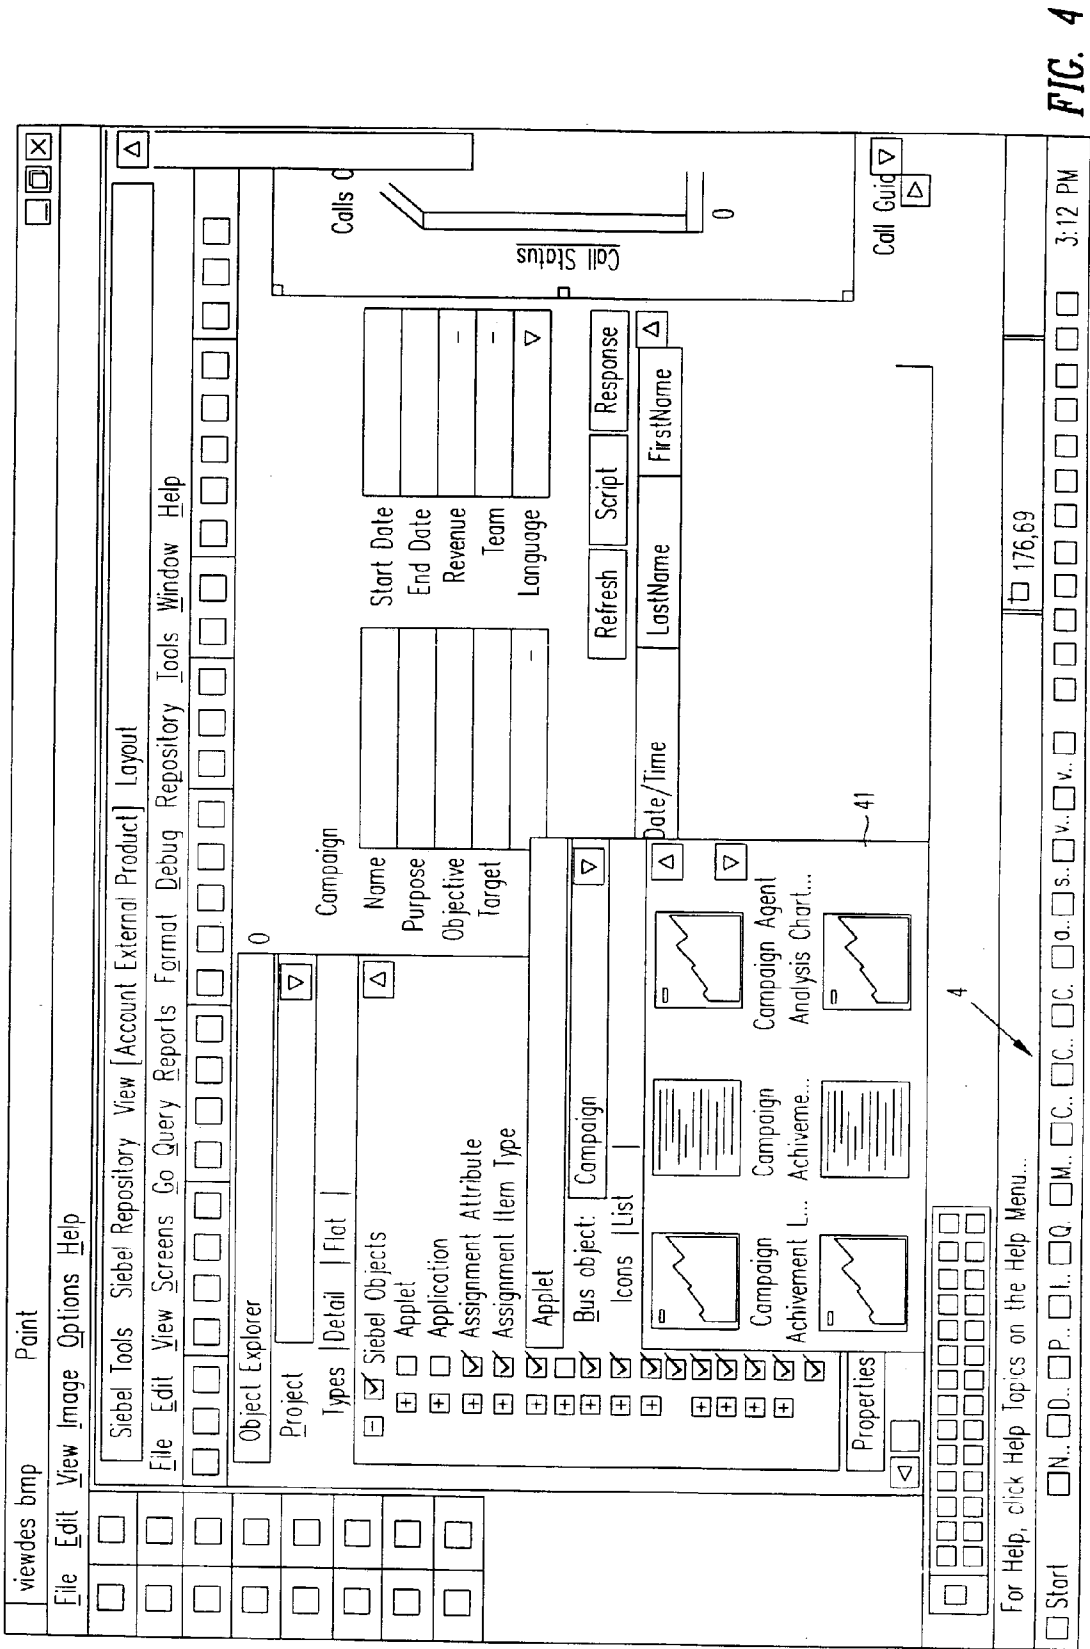 viewdes bmp Paint
File Edit View Image Options Help
Siebel Tools Siebel Repository View [Account External Product] Layout
File Edit View Screens Go Query Reports Format Debug Repository Tools Window Help
Object Explorer
0
Project
Types Detail Flat
Siebel Objects
Applet
Application
Assignment Attribute
Assignment Item Type
Campaign
Name
Purpose
Objective
Target
Start Date
End Date
Revenue
Team
Language
Calls O
Call Status
0
Refresh Script Response
Date/Time LastName FirstName
Call Guid
Applet
Bus object: Campaign
Icons List
Campaign
Achivement L...
Campaign
Achiveme...
Campaign Agent
Analysis Chart...
41
Properties
4
For Help, click Help Topics on the Help Menu...
176,69
Start N.. D.. P.. I.. Q. M.. C.. C.. C. a.. s.. v.. v.. 3:12 PM
FIG. 4